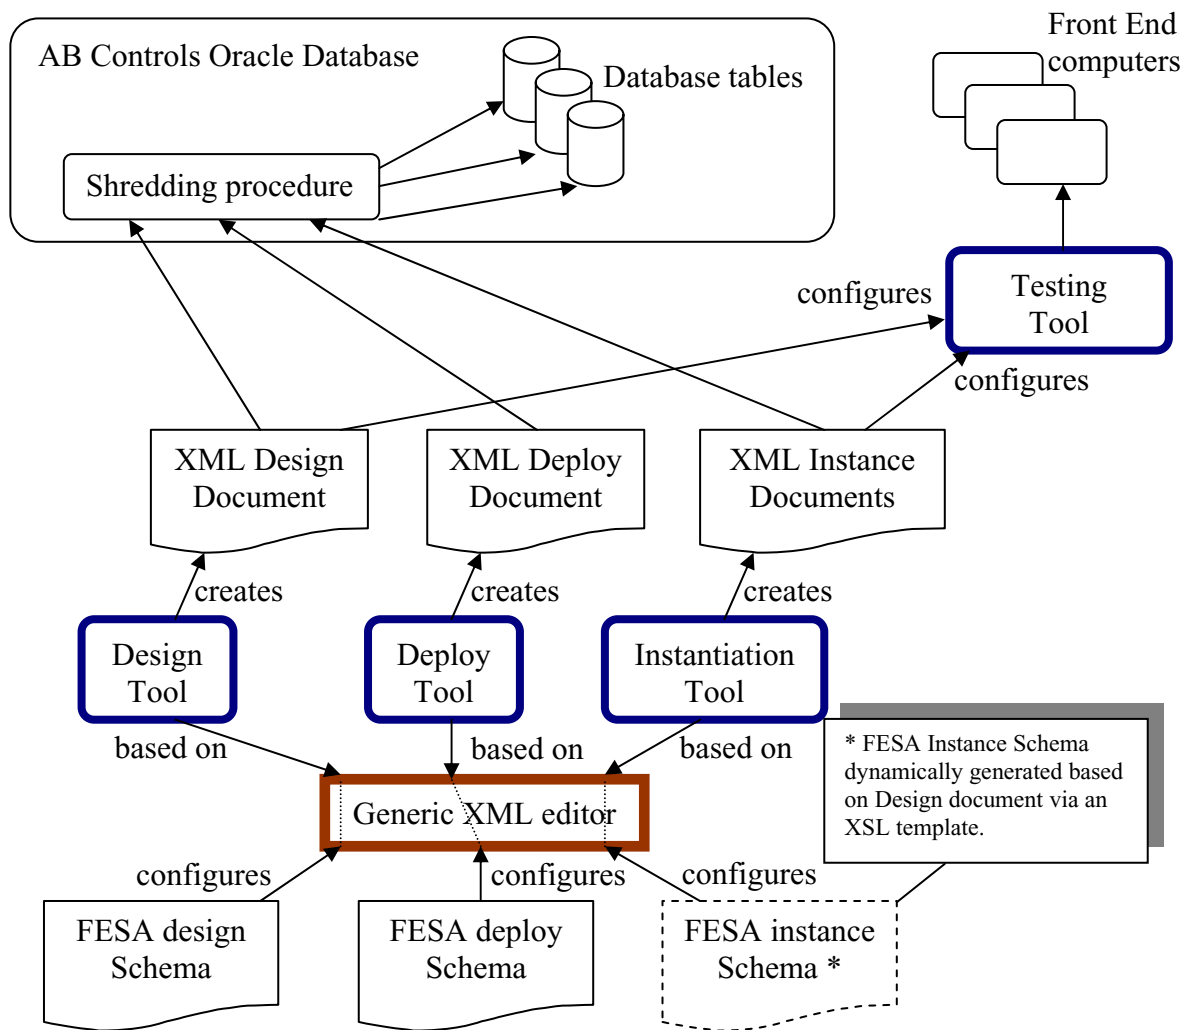 AB Controls Oracle Database
Database tables
Shredding procedure
Front End
computers
Testing
Tool
configures
configures
XML Design
Document
XML Deploy
Document
XML Instance
Documents
creates
creates
creates
Design
Tool
Deploy
Tool
Instantiation
Tool
based on
based on
based on
* FESA Instance Schema
dynamically generated based
on Design document via an
XSL template.
Generic XML editor
configures
configures
configures
FESA design
Schema
FESA deploy
Schema
FESA instance
Schema *